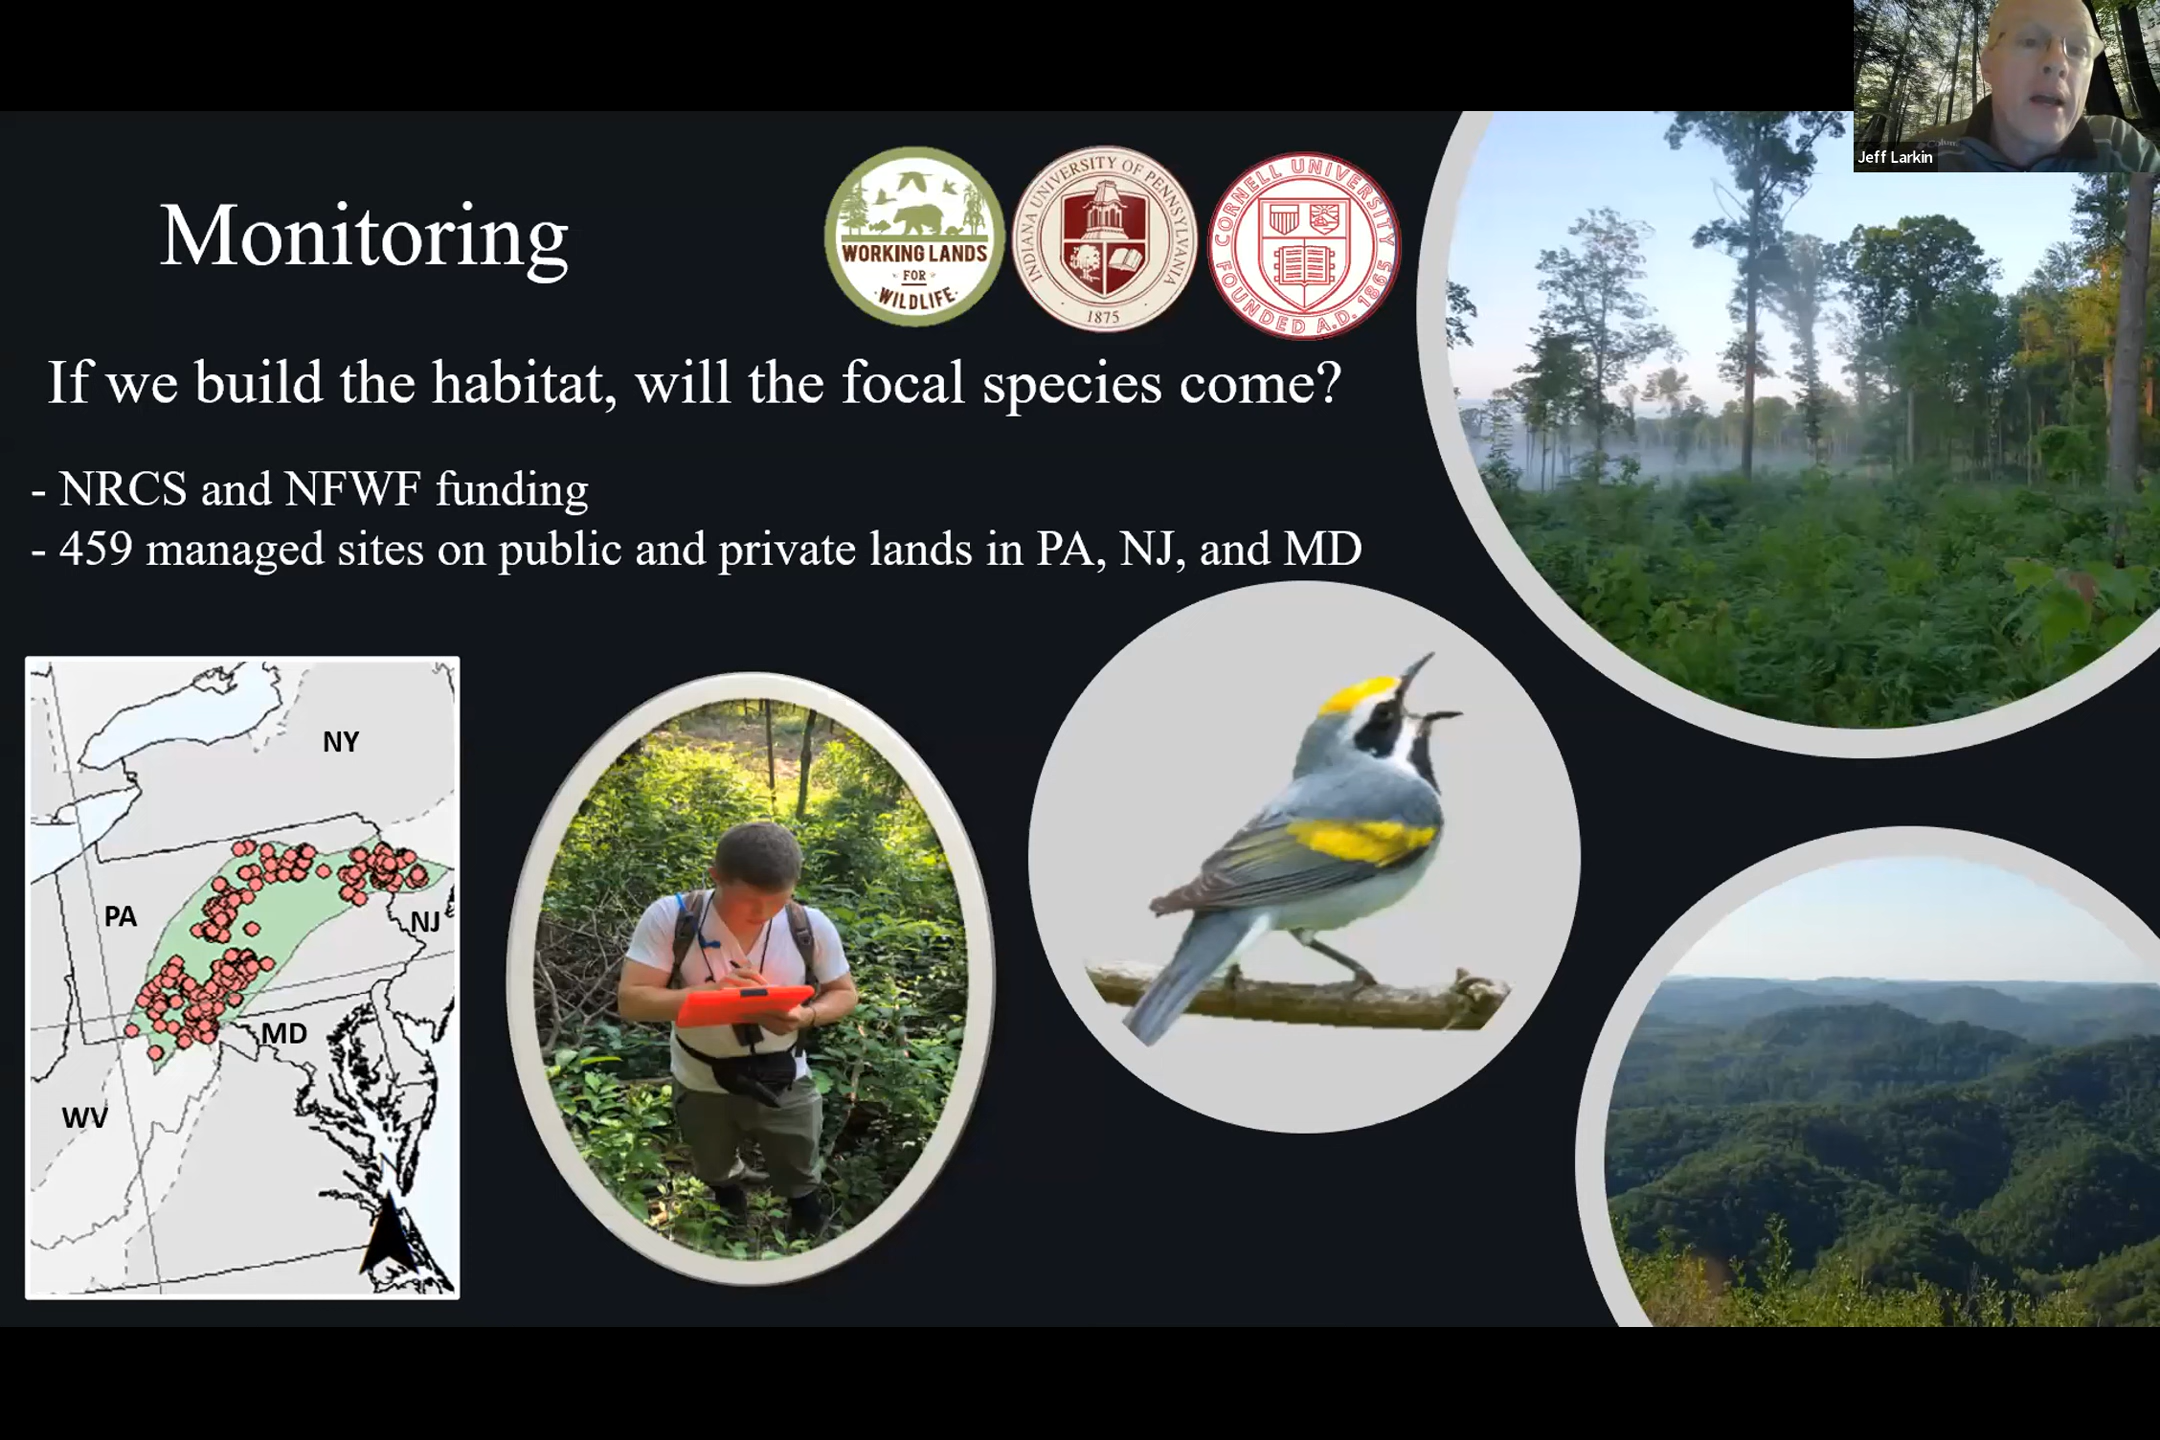 Jeff Larkin
Monitoring
WORKING LANDS
FOR
WILDLIFE
INDIANA UNIVERSITY OF PENNSYLVANIA
1875
CORNELL UNIVERSITY
FOUNDED A.D. 1865
If we build the habitat, will the focal species come?
- NRCS and NFWF funding
- 459 managed sites on public and private lands in PA, NJ, and MD
NY
PA
NJ
MD
WV
N